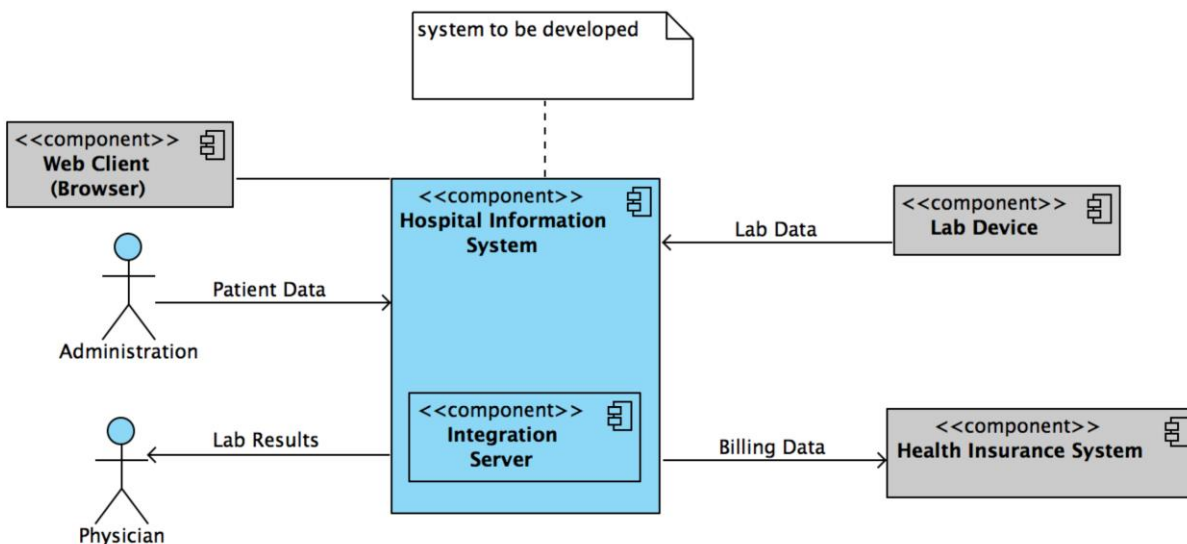 system to be developed
<<component>>
Web Client
(Browser)
<<component>>
Hospital Information
System
<<component>>
Lab Device
Lab Data
Patient Data
Administration
<<component>>
Integration
Server
Lab Results
Physician
Billing Data
<<component>>
Health Insurance System